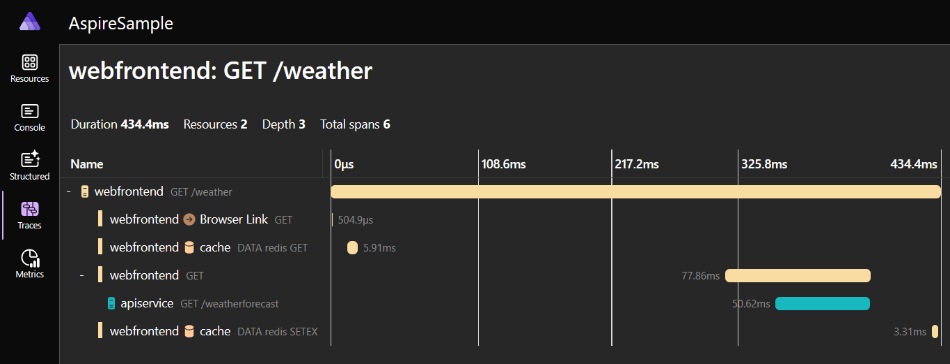 AspireSample
Resources
Console
Structured
Traces
Metrics
webfrontend: GET /weather
Duration 434.4ms Resources 2 Depth 3 Total spans 6
Name 0μs 108.6ms 217.2ms 325.8ms 434.4ms
- webfrontend GET /weather
webfrontend Browser Link GET 504.9μs
webfrontend cache DATA redis GET 5.91ms
- webfrontend GET 77.86ms
apiservice GET /weatherforecast 50.62ms
webfrontend cache DATA redis SETEX 3.31ms